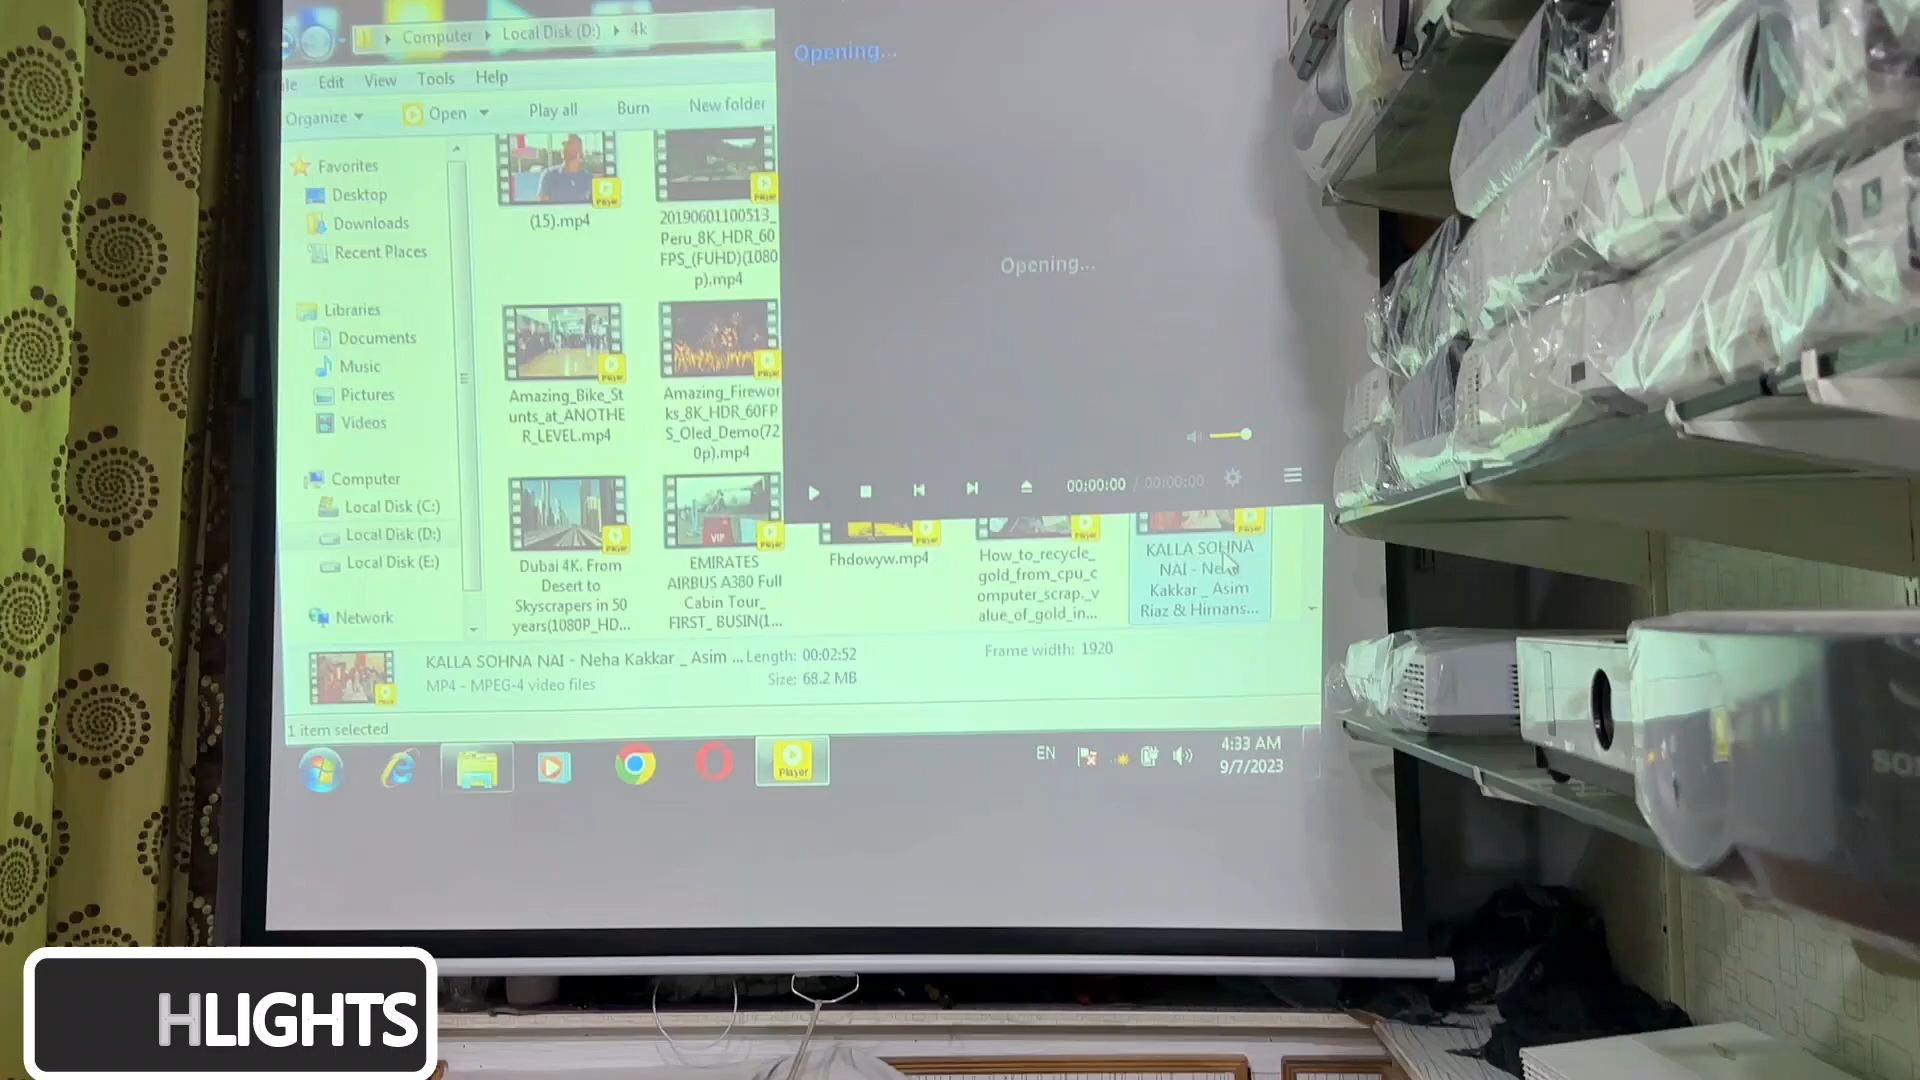 Computer Local Disk (D:) 4k
Opening...
Edit View Tools Help
Organize Open Play all Burn New folder
Favorites
Desktop
Downloads
Recent Places
Libraries
Documents
Music
Pictures
Videos
Computer
Local Disk (C:)
Local Disk (D:)
Local Disk (E:)
Network
(15).mp4
20190601100513_
Peru_8K_HDR_60
FPS_(FUHD)(1080
p).mp4
Amazing_Bike_St
unts_at_ANOTHE
R_LEVEL.mp4
Amazing_Firewor
ks_8K_HDR_60FP
S_Oled_Demo(72
0p).mp4
Dubai 4K. From
Desert to
Skyscrapers in 50
years(1080P_HD...
EMIRATES
AIRBUS A380 Full
Cabin Tour_
FIRST_ BUSIN(1...
Fhdowyw.mp4
How_to_recycle_
gold_from_cpu_c
omputer_scrap._v
alue_of_gold_in...
KALLA SOHNA
NAI - Neha
Kakkar _ Asim
Riaz & Himans...
Opening...
00:00:00 / 00:00:00
KALLA SOHNA NAI - Neha Kakkar _ Asim ... Length: 00:02:52 Frame width: 1920
MP4 - MPEG-4 video files Size: 68.2 MB
1 item selected
Player
EN
4:33 AM
9/7/2023
HLIGHTS